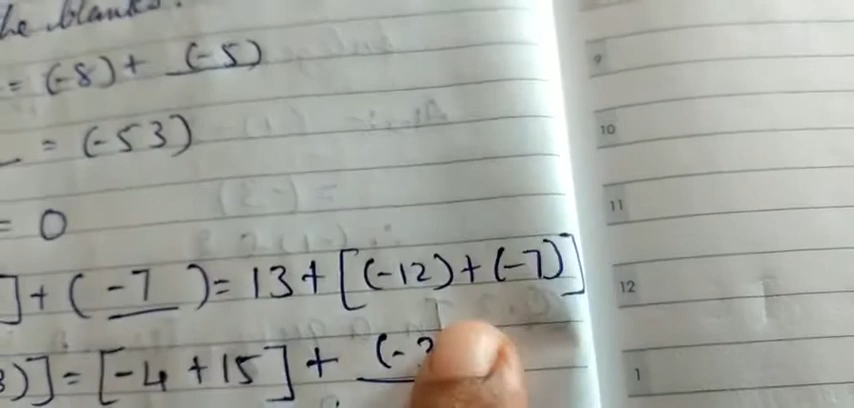 he blanks.
= (-8) + (-5)
= (-53)
= 0
] + (-7) = 13 + [(-12) + (-7)]
)] = [-4 + 15] + (-
9
10
11
12
1